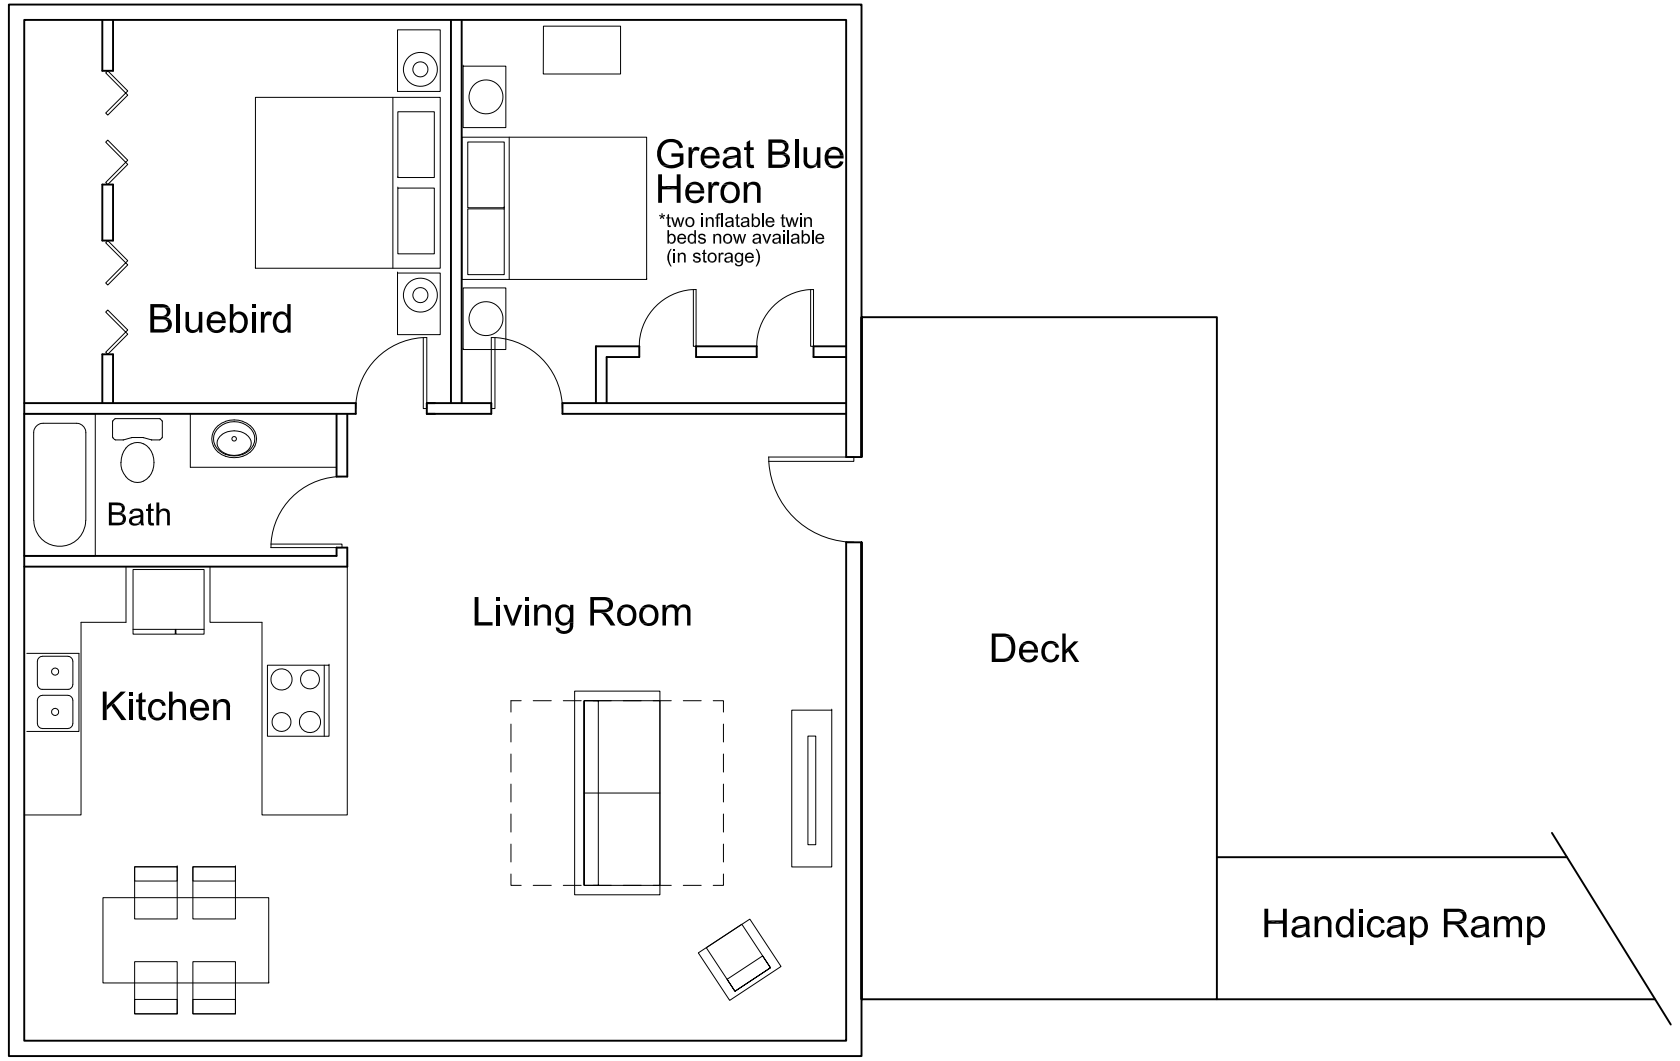 Great Blue
Heron
*two inflatable twin
beds now available
(in storage)
Bluebird
Bath
Living Room
Deck
Kitchen
Handicap Ramp